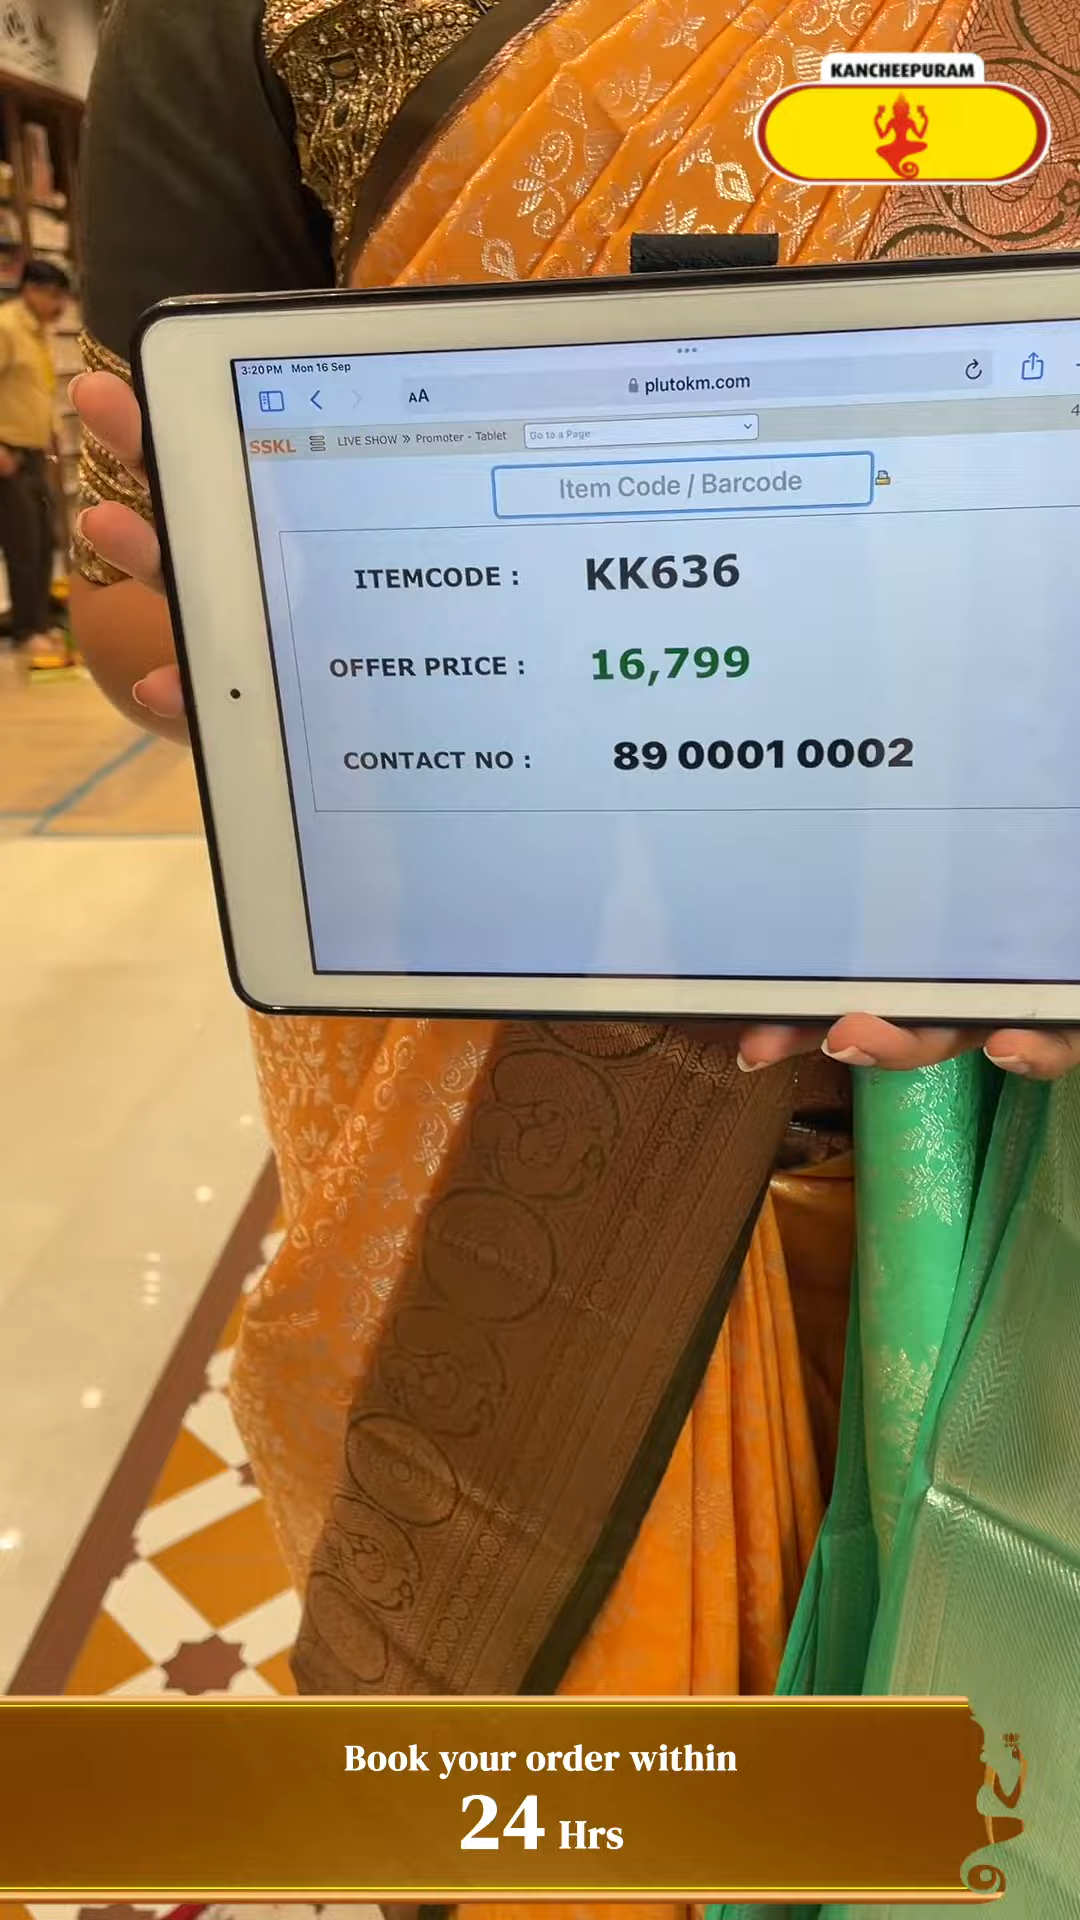 KANCHEEPURAM
3:20 PM Mon 16 Sep
AA
plutokm.com
SSKL
LIVE SHOW » Promoter - Tablet
Go to a Page
4
Item Code / Barcode
ITEMCODE : KK636
OFFER PRICE : 16,799
CONTACT NO : 89 0001 0002
Book your order within
24 Hrs